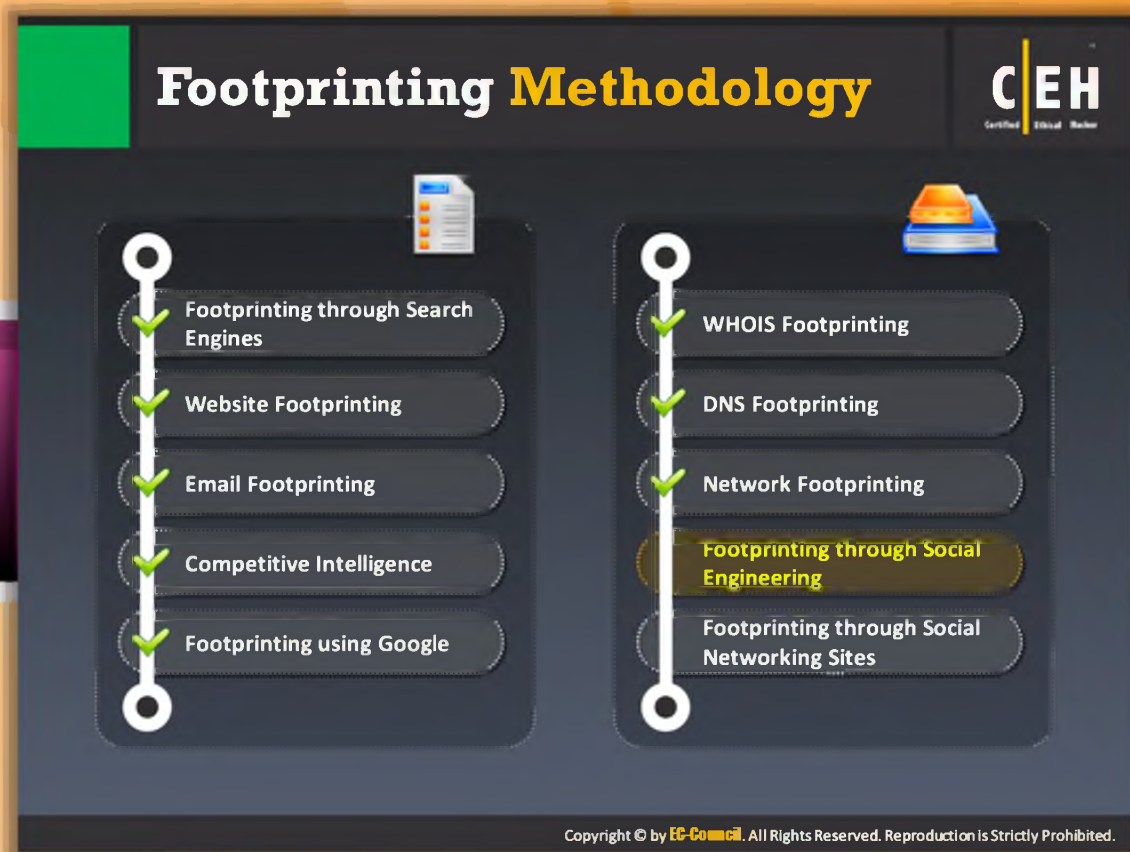 Footprinting Methodology
C EH
Certified Ethical Hacker
Footprinting through Search
Engines
Website Footprinting
Email Footprinting
Competitive Intelligence
Footprinting using Google
WHOIS Footprinting
DNS Footprinting
Network Footprinting
Footprinting through Social
Engineering
Footprinting through Social
Networking Sites
Copyright © by EC-Council. All Rights Reserved. Reproduction is Strictly Prohibited.